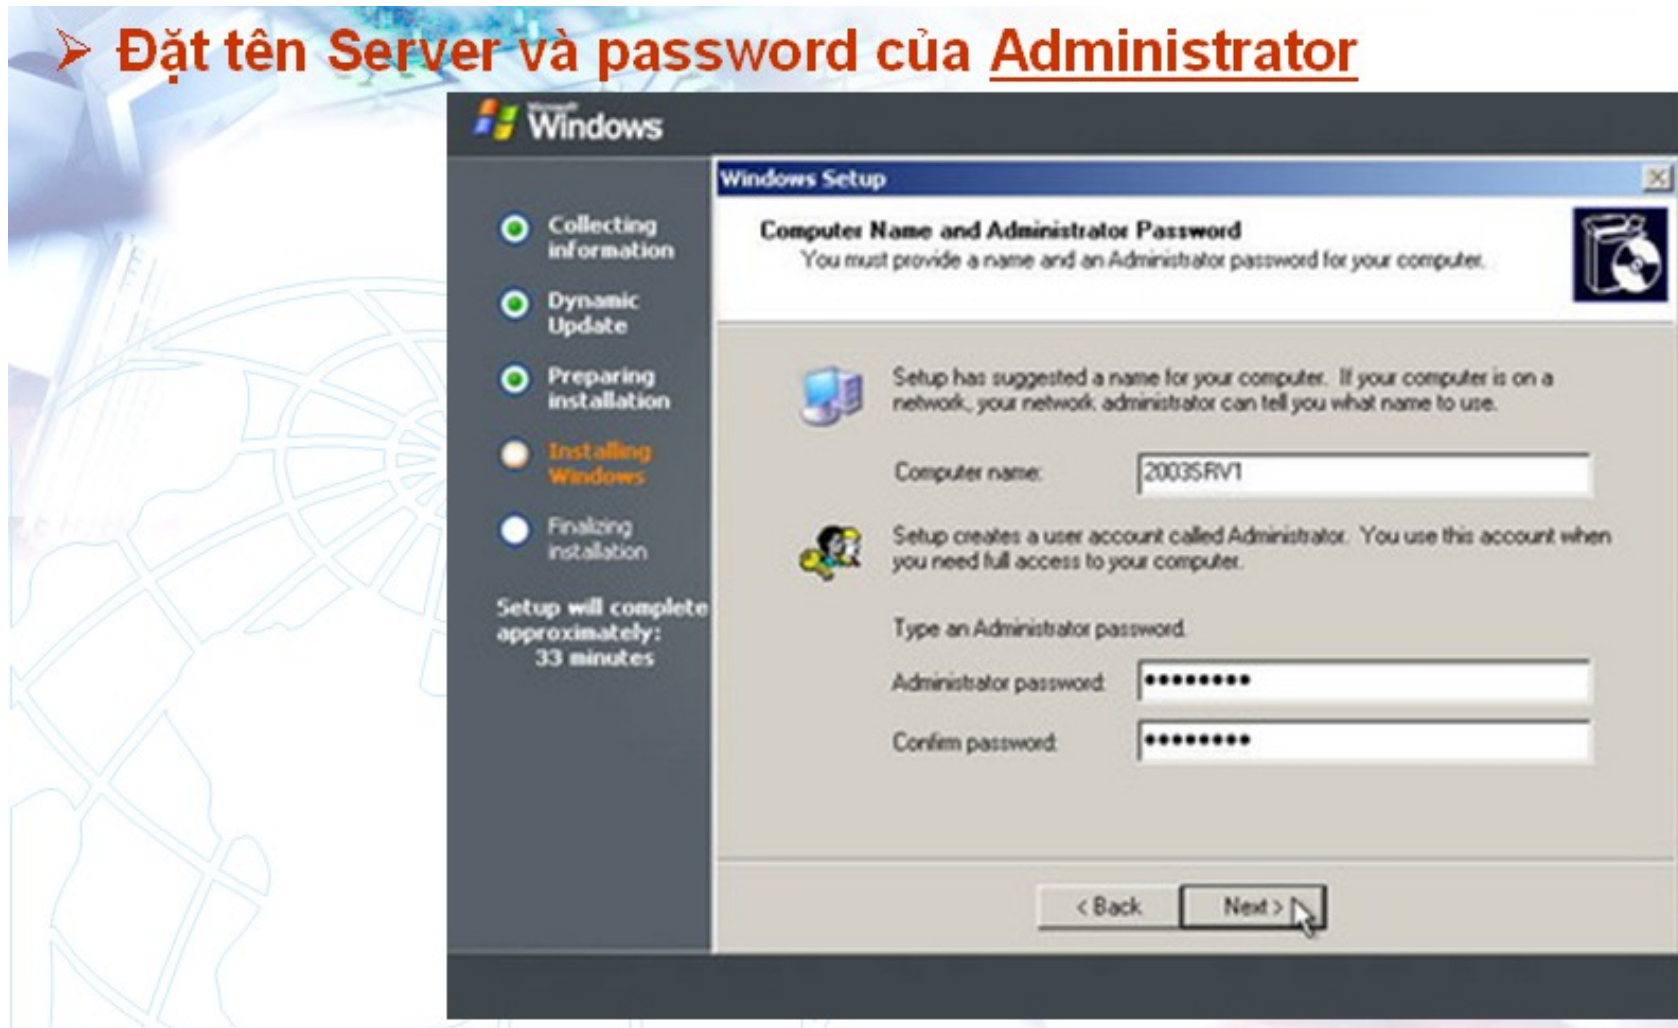 ➢ Đặt tên Server và password của Administrator
Microsoft
Windows
Windows Setup
Collecting
information
Dynamic
Update
Preparing
installation
Installing
Windows
Finalizing
installation
Setup will complete
approximately:
33 minutes
Computer Name and Administrator Password
You must provide a name and an Administrator password for your computer.
Setup has suggested a name for your computer. If your computer is on a
network, your network administrator can tell you what name to use.
Computer name:
2003SRV1
Setup creates a user account called Administrator. You use this account when
you need full access to your computer.
Type an Administrator password.
Administrator password:
••••••••
Confirm password:
••••••••
< Back
Next >